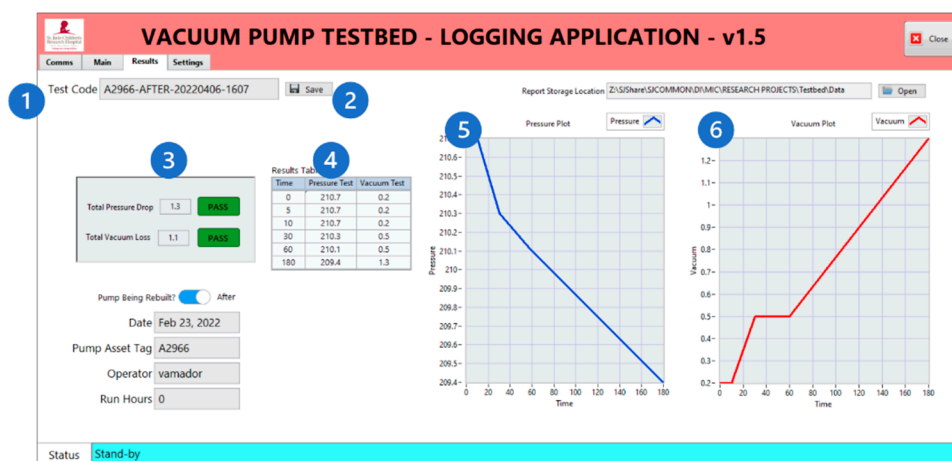 St. Jude Children's
Research Hospital
VACUUM PUMP TESTBED - LOGGING APPLICATION - v1.5
Close
Comms Main Results Settings
1
Test Code A2966-AFTER-20220406-1607 Save 2
Report Storage Location Z:\SJShare\SJCOMMON\DI\MIC\RESEARCH PROJECTS\Testbed\Data Open
3
4
5
6
Pressure Plot Pressure
Vacuum Plot Vacuum
Results
Time Pressure Test Vacuum Test
0 210.7 0.2
5 210.7 0.2
10 210.7 0.2
30 210.3 0.5
60 210.1 0.5
180 209.4 1.3
Total Pressure Drop 1.3 PASS
Total Vacuum Loss 1.1 PASS
Pump Being Rebuilt? After
Date Feb 23, 2022
Pump Asset Tag A2966
Operator vamador
Run Hours 0
Pressure
210.6-
210.5-
210.4-
210.3-
210.2-
210.1-
210-
209.9-
209.8-
209.7-
209.6-
209.5-
209.4-
0 20 40 60 80 100 120 140 160 180
Time
Vacuum
1.2-
1.1-
1-
0.9-
0.8-
0.7-
0.6-
0.5-
0.4-
0.3-
0.2-
0 20 40 60 80 100 120 140 160 180
Time
Status Stand-by